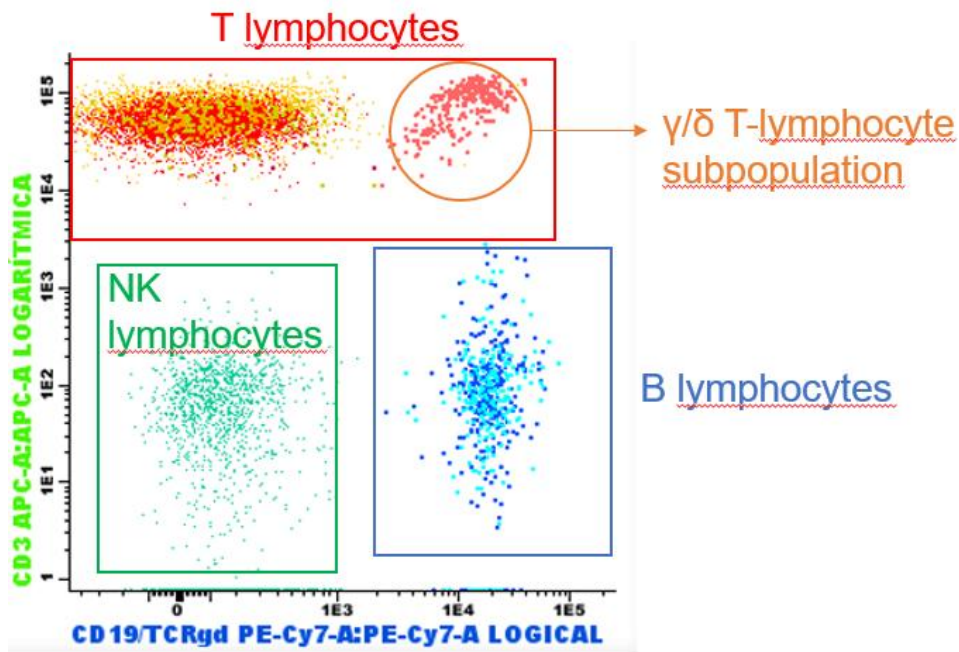 T lymphocytes
1E5
γ/δ T-lymphocyte
subpopulation
1E4
CD3 APC-A:APC-A LOGARÍTMICA
1E3
NK
lymphocytes
1E2
B lymphocytes
1E1
1
0
1E3
1E4
1E5
CD19/TCRgd PE-Cy7-A:PE-Cy7-A LOGICAL